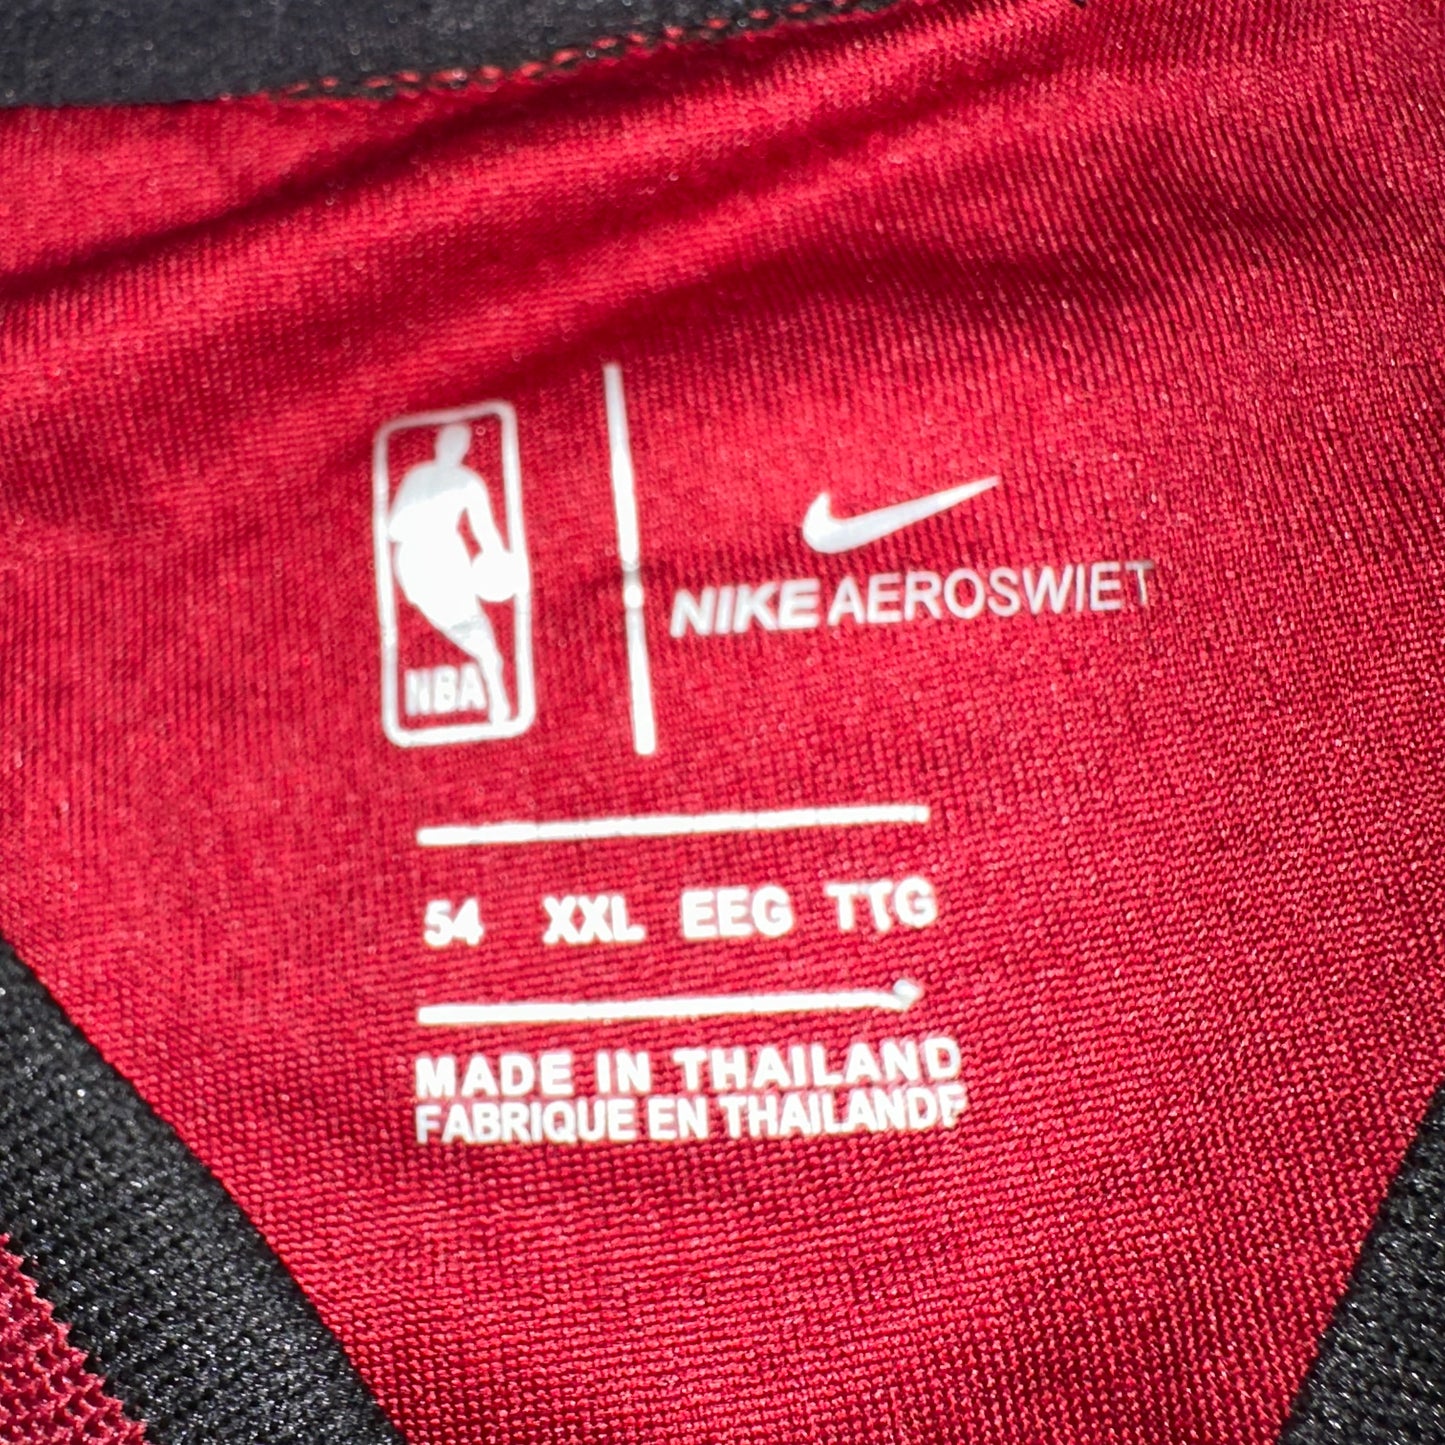 NBA
NIKE AEROSWIET
54 XXL EEG TTG
MADE IN THAILAND
FABRIQUE EN THAILANDF